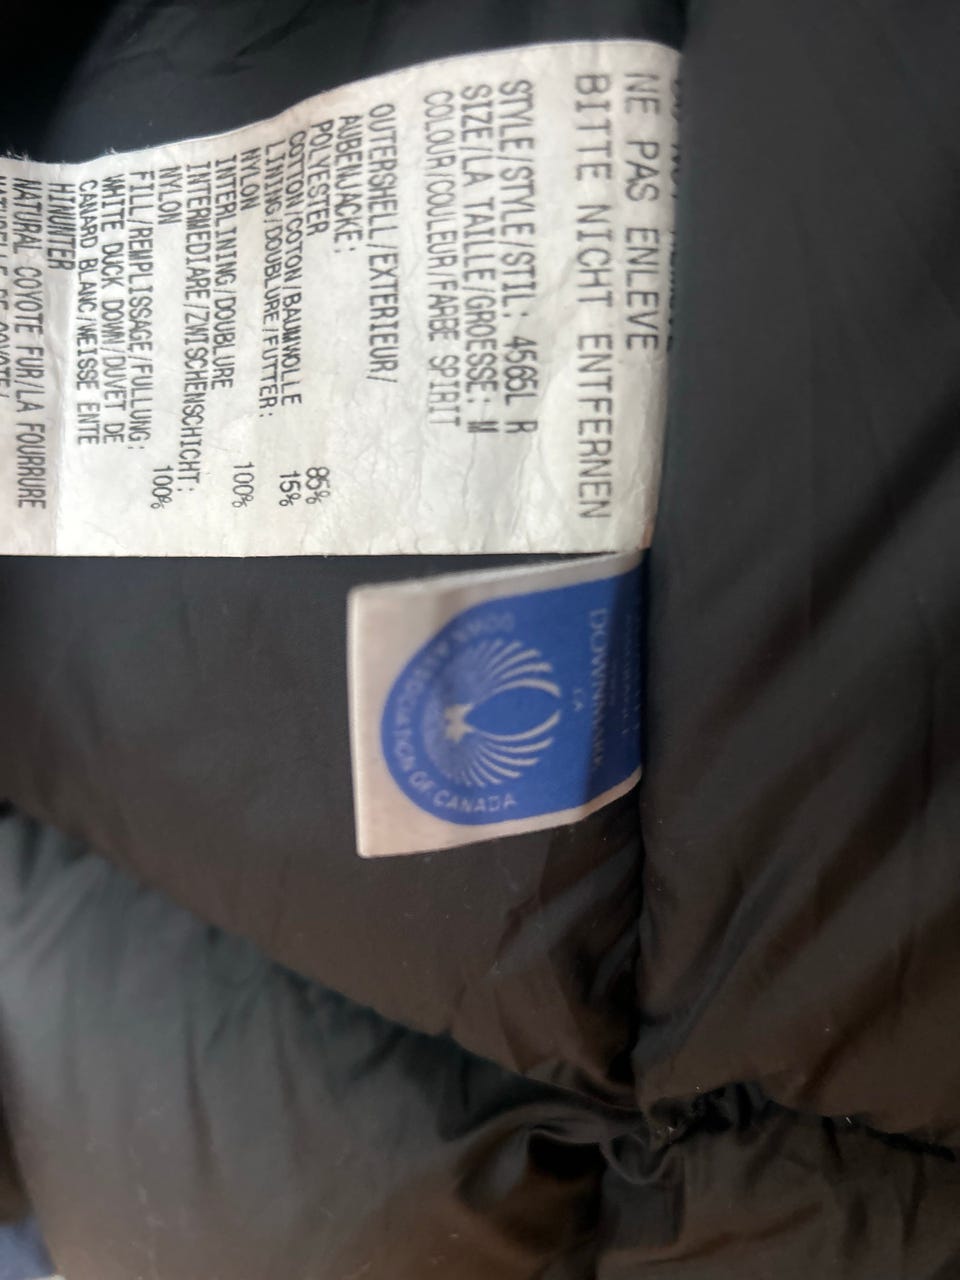 NE PAS ENLEVE
BITTE NICHT ENTFERNEN
STYLE/STYLE/STIL: 4565L R
SIZE/LA TAILLE/GROESSE: M
COLOUR/COULEUR/FARBE SPIRIT
OUTERSHELL/EXTERIEUR/
AUBENJACKE:
POLYESTER 85%
COTTON/COTON/BAUMWOLLE 15%
LINING/DOUBLURE/FUTTER:
NYLON 100%
INTERLINING/DOUBLURE
INTERMEDIARE/ZWISCHENSCHICHT:
NYLON 100%
FILL/REMPLISSAGE/FULLUNG:
WHITE DUCK DOWN/DUVET DE
CANARD BLANC/WEISSE ENTE
HINUNTER
NATURAL COYOTE FUR/LA FOURRURE
DOWNMARK
DOWN ASSOCIATION OF CANADA